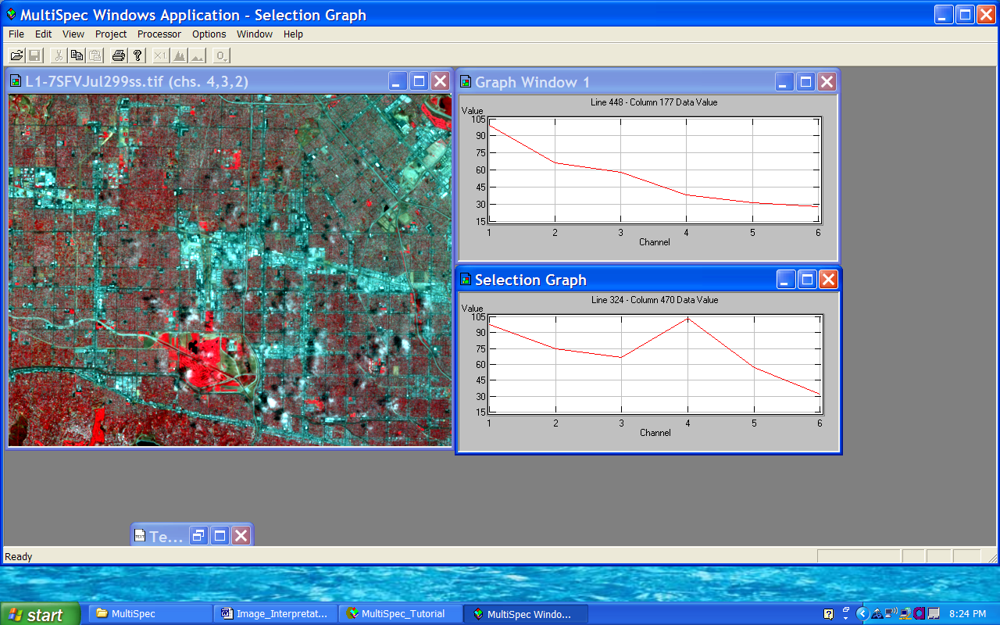 MultiSpec Windows Application - Selection Graph
File Edit View Project Processor Options Window Help
X1
L1-7SFVJul299ss.tif (chs. 4,3,2)
Graph Window 1
Line 448 - Column 177 Data Value
Value
105
90
75
60
45
30
15
1 2 3 4 5 6
Channel
Selection Graph
Line 324 - Column 470 Data Value
Value
105
90
75
60
45
30
15
1 2 3 4 5 6
Channel
TEXT Te...
Ready
start MultiSpec Image_Interpretat... MultiSpec_Tutorial MultiSpec Windo... 8:24 PM